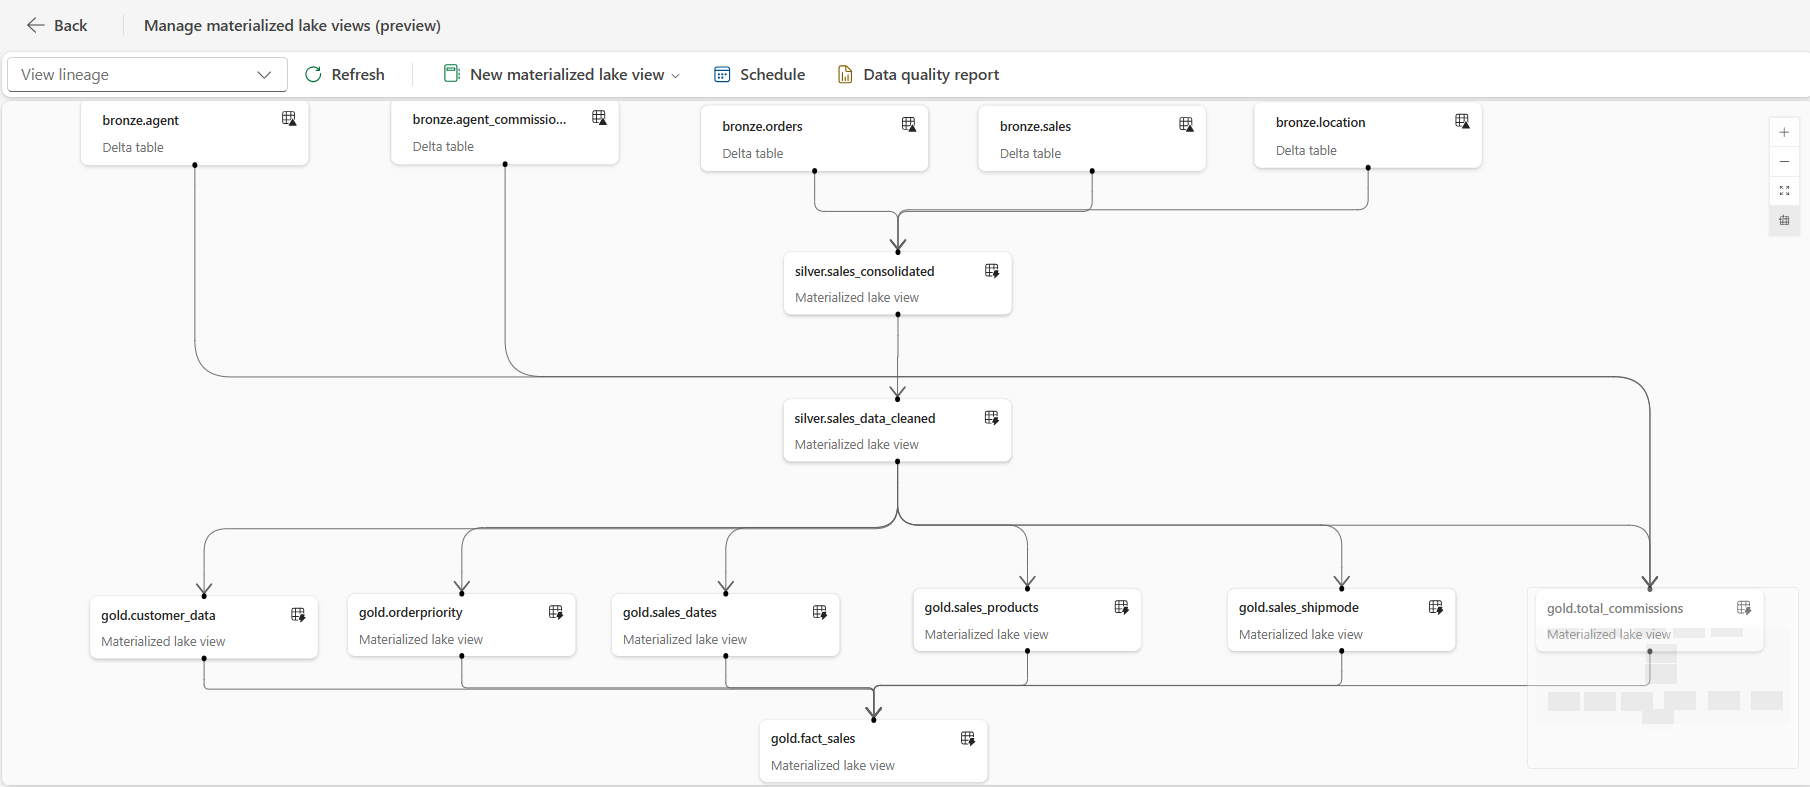 Back
Manage materialized lake views (preview)
View lineage
Refresh
New materialized lake view
Schedule
Data quality report
bronze.agent
Delta table
bronze.agent_commissio...
Delta table
bronze.orders
Delta table
bronze.sales
Delta table
bronze.location
Delta table
silver.sales_consolidated
Materialized lake view
silver.sales_data_cleaned
Materialized lake view
gold.customer_data
Materialized lake view
gold.orderpriority
Materialized lake view
gold.sales_dates
Materialized lake view
gold.sales_products
Materialized lake view
gold.sales_shipmode
Materialized lake view
gold.total_commissions
Materialized lake view
gold.fact_sales
Materialized lake view